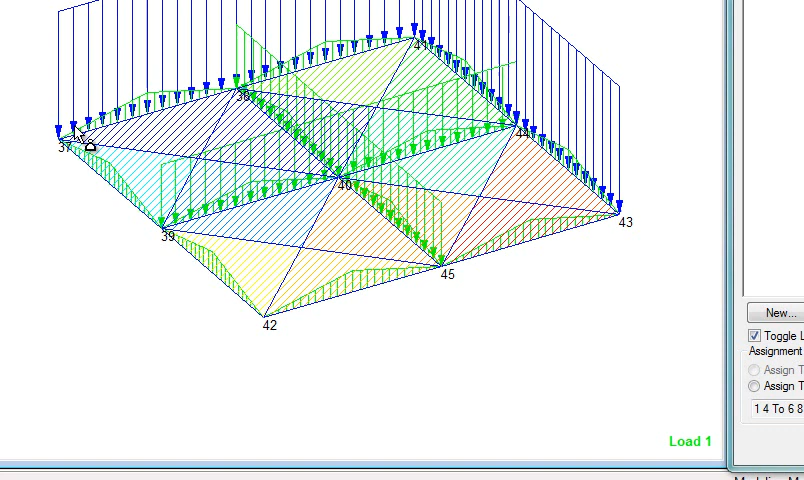 41
38
37
44
40
43
39
45
42
New...
Toggle L
Assignment
Assign T
Assign T
1 4 To 6 8
Load 1